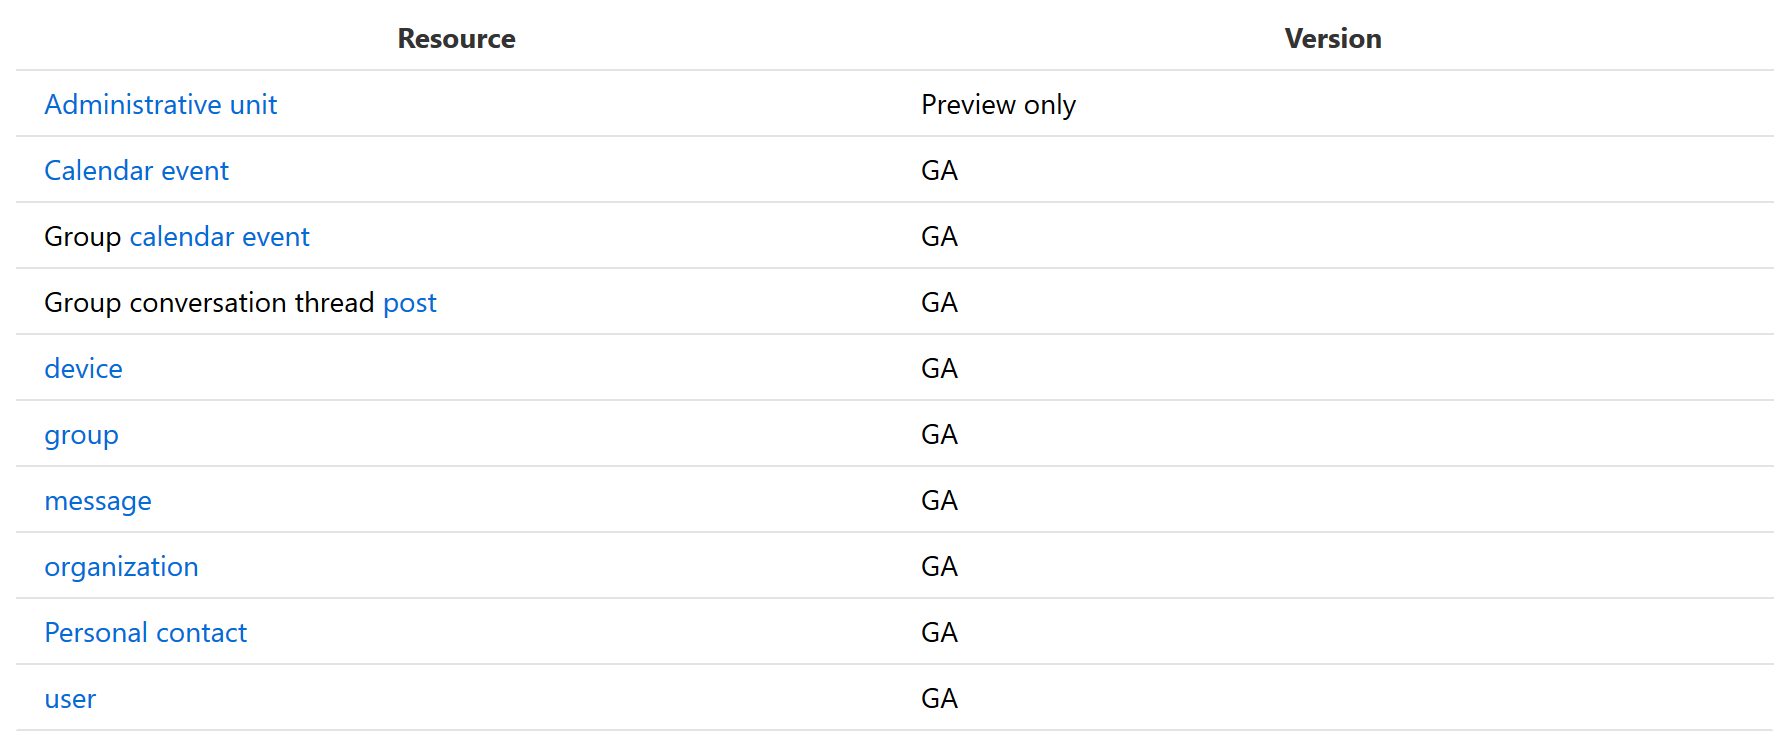 Resource Version
Administrative unit Preview only
Calendar event GA
Group calendar event GA
Group conversation thread post GA
device GA
group GA
message GA
organization GA
Personal contact GA
user GA